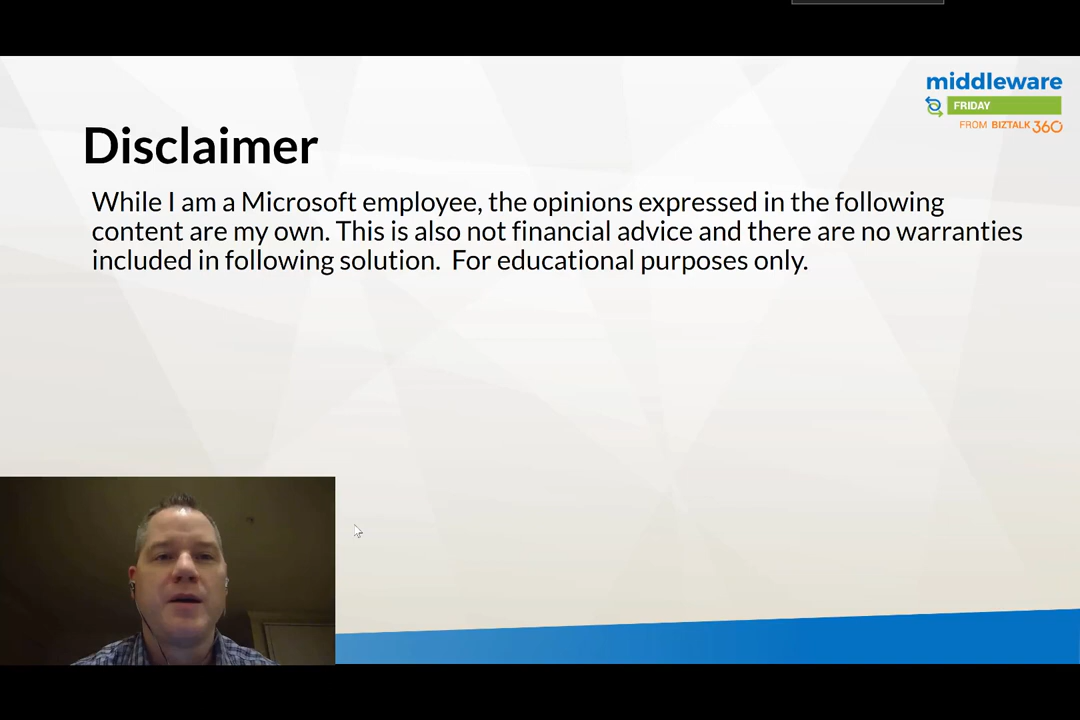 middleware
FRIDAY
FROM BIZTALK 360
Disclaimer
While I am a Microsoft employee, the opinions expressed in the following
content are my own. This is also not financial advice and there are no warranties
included in following solution.  For educational purposes only.